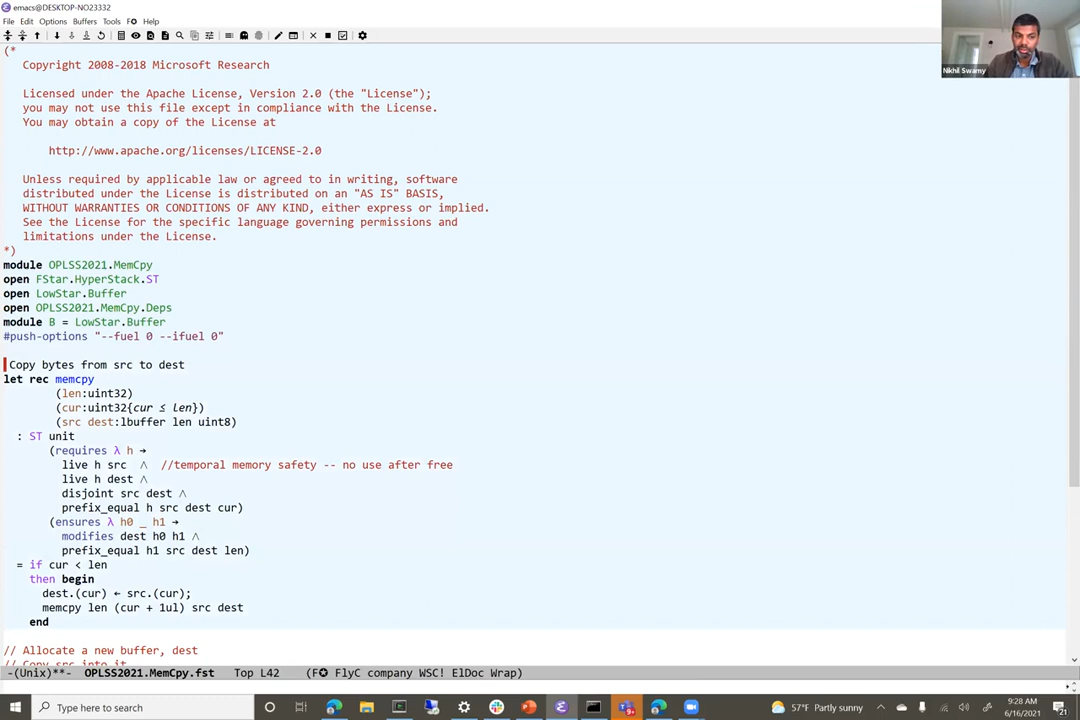 emacs@DESKTOP-NO23332
File Edit Options Buffers Tools F✪ Help
(*
Copyright 2008-2018 Microsoft Research
Licensed under the Apache License, Version 2.0 (the "License");
you may not use this file except in compliance with the License.
You may obtain a copy of the License at
http://www.apache.org/licenses/LICENSE-2.0
Unless required by applicable law or agreed to in writing, software
distributed under the License is distributed on an "AS IS" BASIS,
WITHOUT WARRANTIES OR CONDITIONS OF ANY KIND, either express or implied.
See the License for the specific language governing permissions and
limitations under the License.
*)
module OPLSS2021.MemCpy
open FStar.HyperStack.ST
open LowStar.Buffer
open OPLSS2021.MemCpy.Deps
module B = LowStar.Buffer
#push-options "--fuel 0 --ifuel 0"
Copy bytes from src to dest
let rec memcpy
(len:uint32)
(cur:uint32{cur ≤ len})
(src dest:lbuffer len uint8)
: ST unit
(requires λ h →
live h src ∧ //temporal memory safety -- no use after free
live h dest ∧
disjoint src dest ∧
prefix_equal h src dest cur)
(ensures λ h0 _ h1 →
modifies dest h0 h1 ∧
prefix_equal h1 src dest len)
= if cur < len
then begin
dest.(cur) ← src.(cur);
memcpy len (cur + 1ul) src dest
end
// Allocate a new buffer, dest
// Copy src into it
-(Unix)**- OPLSS2021.MemCpy.fst Top L42 (F✪ FlyC company WSC! ElDoc Wrap)
Type here to search
57°F Partly sunny
9:28 AM
6/16/2021
21
Nikhil Swamy